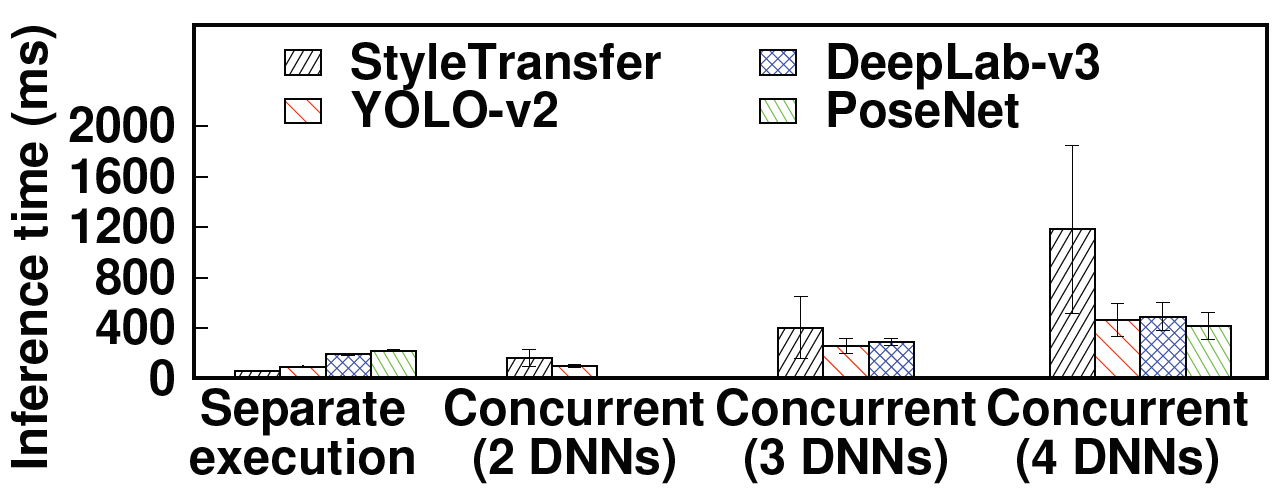 Inference time (ms)
StyleTransfer
YOLO-v2
DeepLab-v3
PoseNet
2000
1600
1200
800
400
0
Separate execution
Concurrent (2 DNNs)
Concurrent (3 DNNs)
Concurrent (4 DNNs)